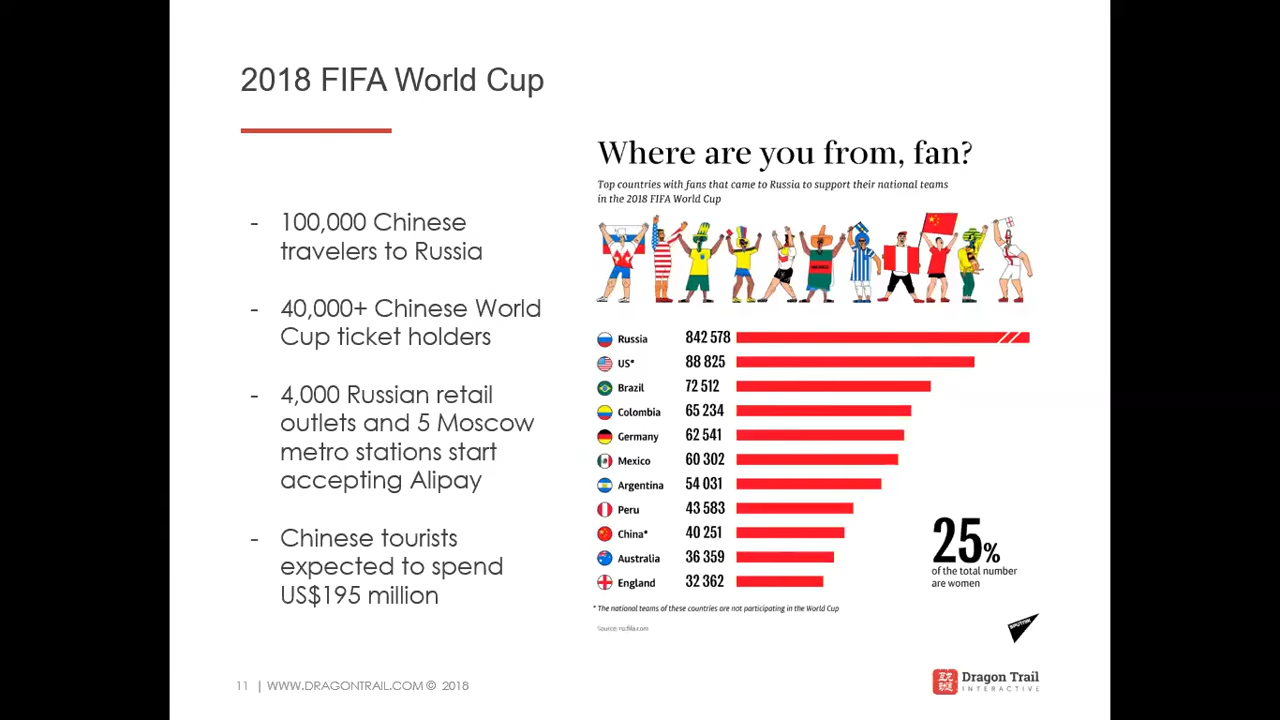 2018 FIFA World Cup
- 100,000 Chinese
travelers to Russia
- 40,000+ Chinese World
Cup ticket holders
- 4,000 Russian retail
outlets and 5 Moscow
metro stations start
accepting Alipay
- Chinese tourists
expected to spend
US$195 million
Where are you from, fan?
Top countries with fans that came to Russia to support their national teams
in the 2018 FIFA World Cup
Russia 842 578
US* 88 825
Brazil 72 512
Colombia 65 234
Germany 62 541
Mexico 60 302
Argentina 54 031
Peru 43 583
China* 40 251
Australia 36 359
England 32 362
25%
of the total number
are women
* The national teams of these countries are not participating in the World Cup
SPUTNIK
11 | WWW.DRAGONTRAIL.COM © 2018
Dragon Trail
INTERACTIVE